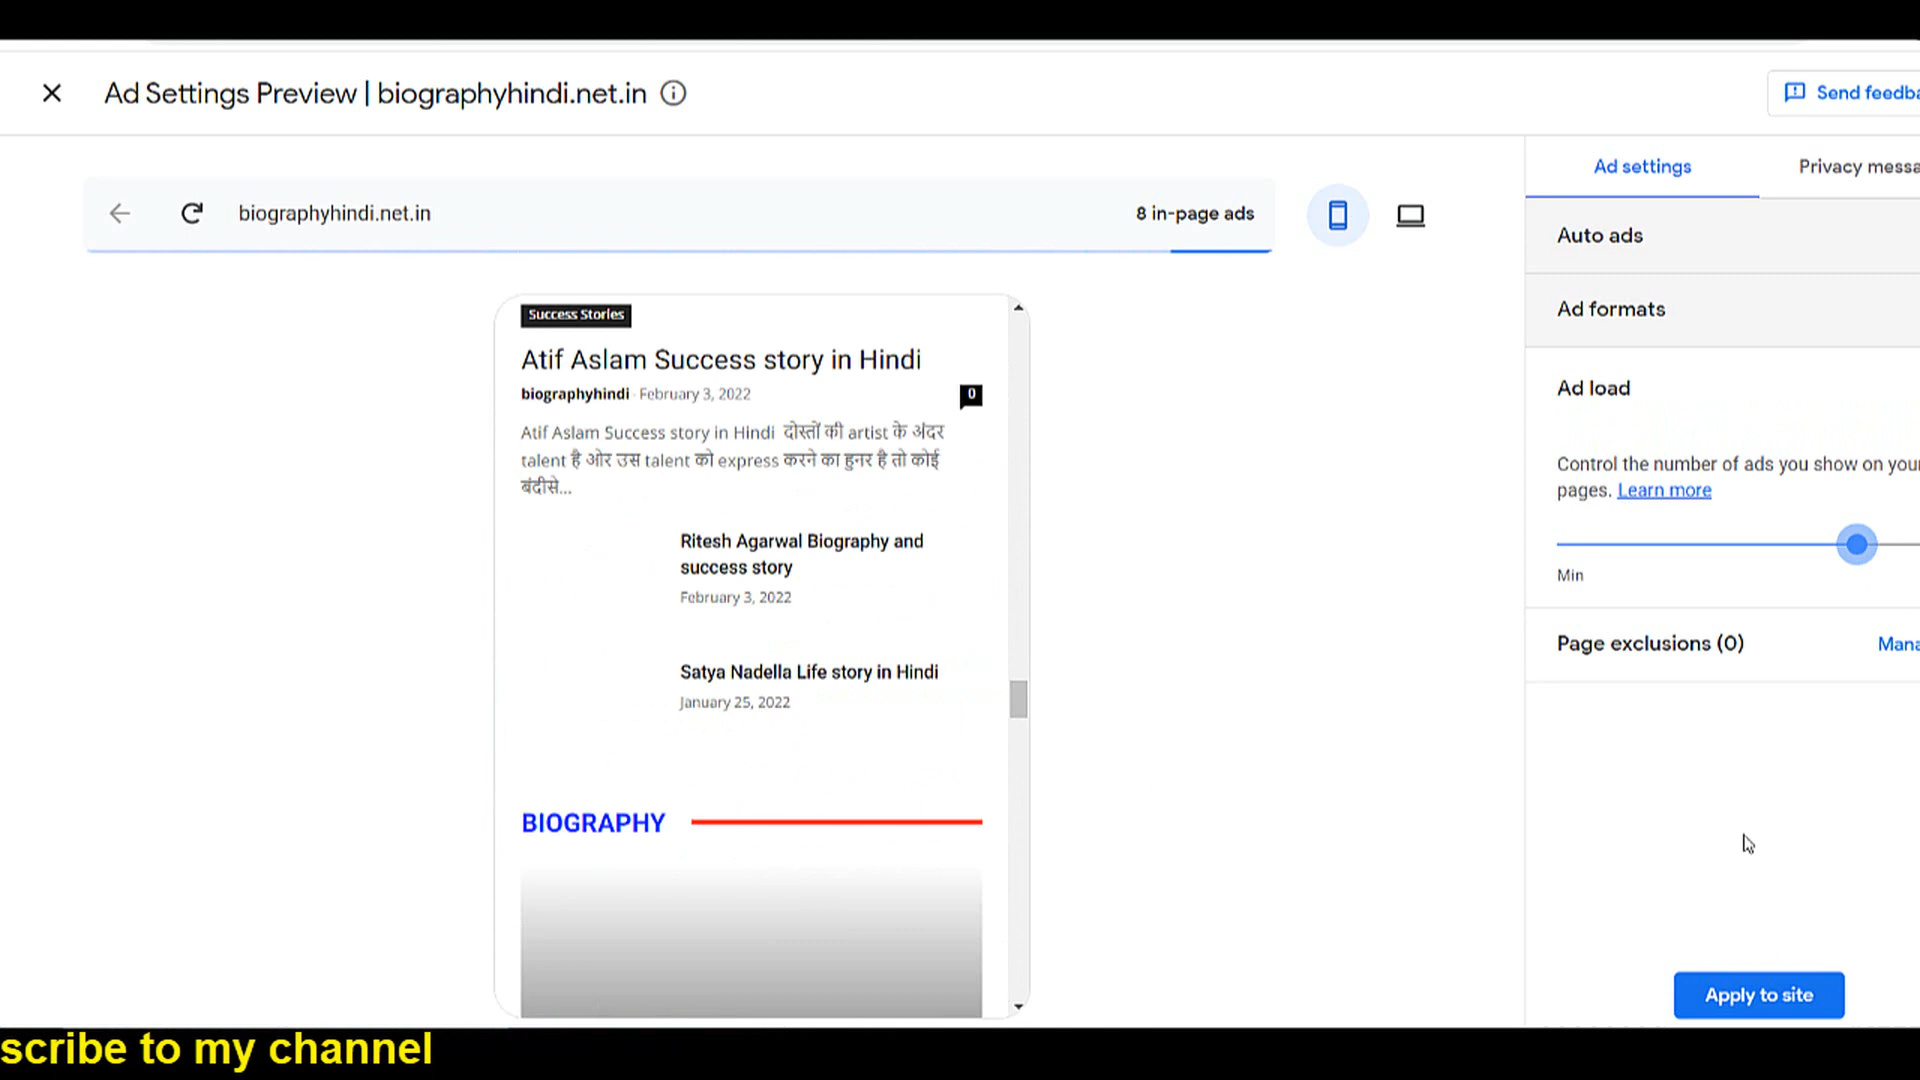 Ad Settings Preview | biographyhindi.net.in
Send feedba
biographyhindi.net.in
8 in-page ads
Ad settings
Privacy messa
Auto ads
Ad formats
Ad load
Control the number of ads you show on your
pages. Learn more
Min
Page exclusions (0)
Mana
Apply to site
Success Stories
Atif Aslam Success story in Hindi
biographyhindi - February 3, 2022
0
Atif Aslam Success story in Hindi दोस्तों की artist के अंदर
talent है ओर उस talent को express करने का हुनर है तो कोई
बंदीसे...
Ritesh Agarwal Biography and
success story
February 3, 2022
Satya Nadella Life story in Hindi
January 25, 2022
BIOGRAPHY
scribe to my channel